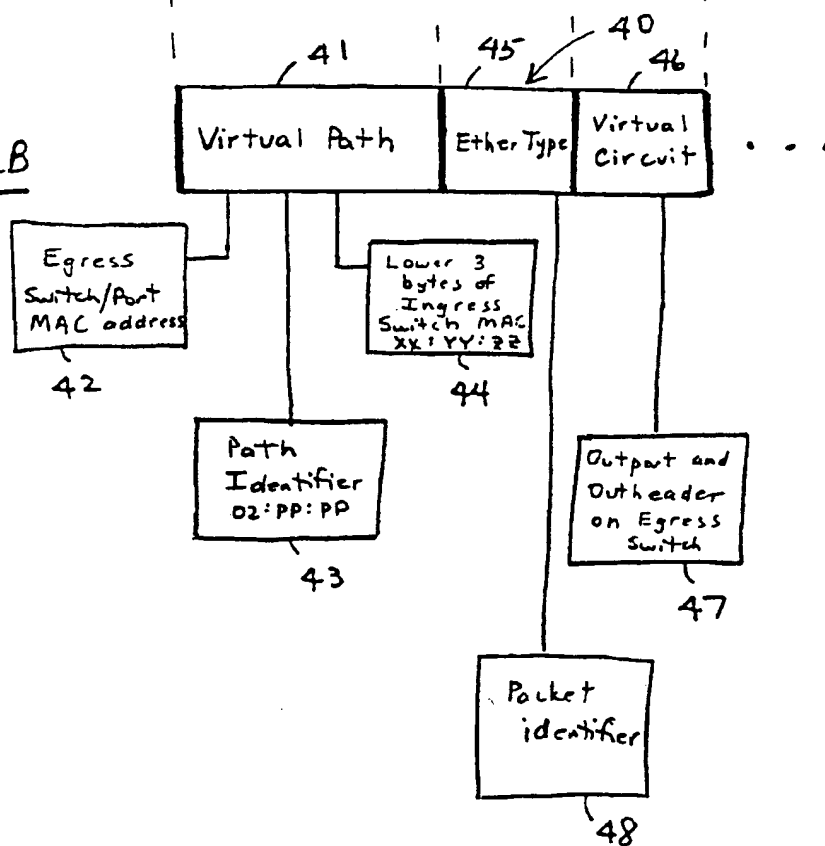 41
45
40
46
Virtual Path
EtherType
Virtual
Circuit
. . .
Egress
Switch/Port
MAC address
42
Lower 3
bytes of
Ingress
Switch MAC
XX:YY:ZZ
44
Path
Identifier
02:PP:PP
43
Outport and
Outheader
on Egress
Switch
47
Packet
identifier
48